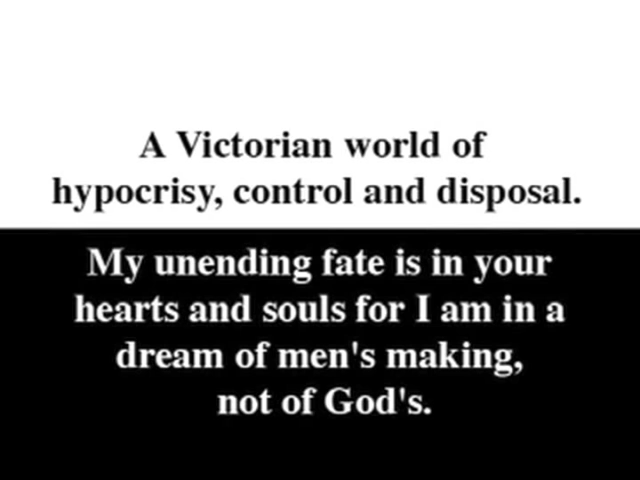 A Victorian world of
hypocrisy, control and disposal.
My unending fate is in your
hearts and souls for I am in a
dream of men's making,
not of God's.